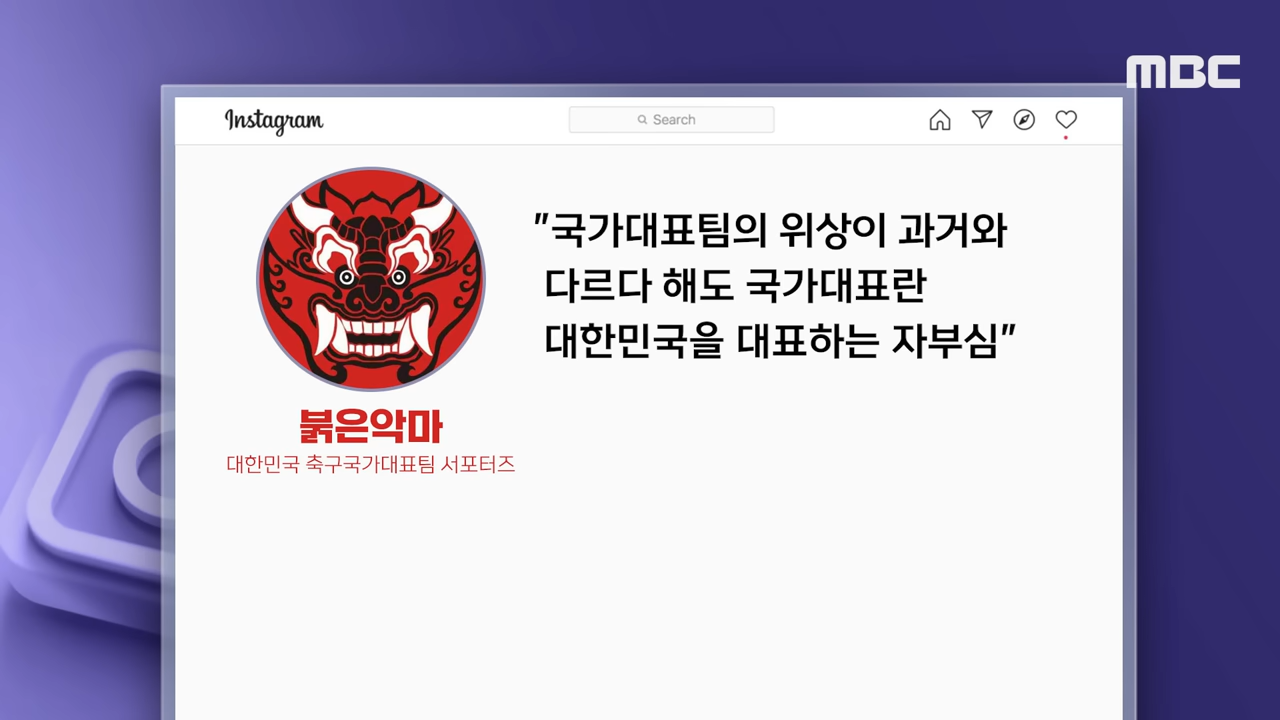 MBC
Instagram
Search
"국가대표팀의 위상이 과거와
다르다 해도 국가대표란
대한민국을 대표하는 자부심"
붉은악마
대한민국 축구국가대표팀 서포터즈